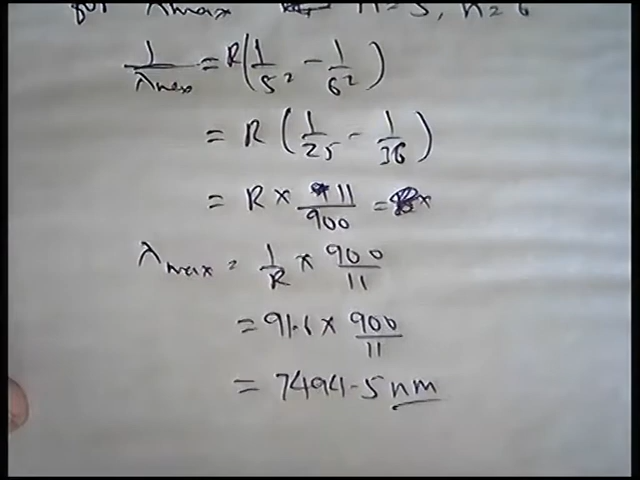 for λmax n=5, n=6
1/λmax = R(1/5² - 1/6²)
= R (1/25 - 1/36)
= R × 11/900 =
λmax = 1/R × 900/11
= 91.6 × 900/11
= 7494.5 nm